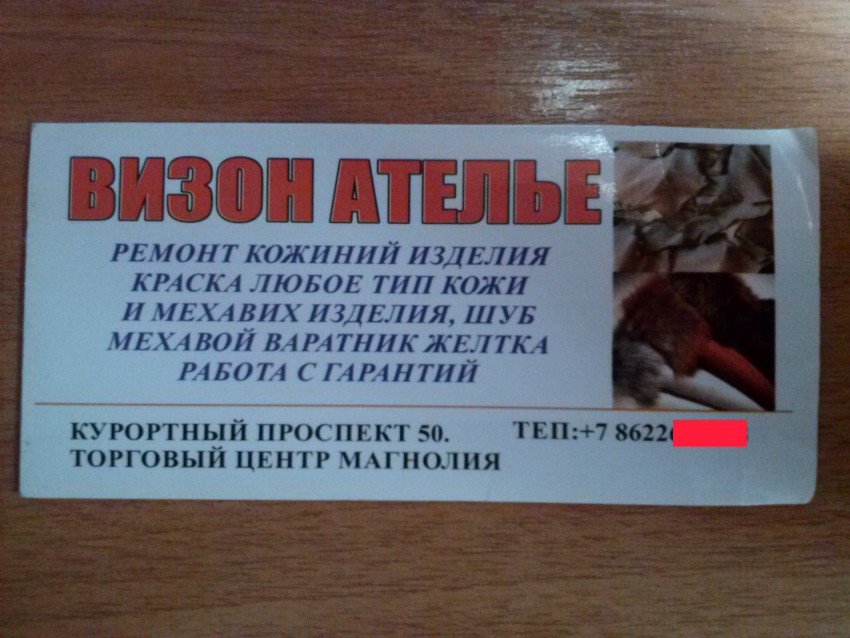 ВИЗОН АТЕЛЬЕ
РЕМОНТ КОЖИНИЙ ИЗДЕЛИЯ
КРАСКА ЛЮБОЕ ТИП КОЖИ
И МЕХАВИХ ИЗДЕЛИЯ, ШУБ
МЕХАВОЙ ВАРАТНИК ЖЕЛТКА
РАБОТА С ГАРАНТИЙ
КУРОРТНЫЙ ПРОСПЕКТ 50.
ТОРГОВЫЙ ЦЕНТР МАГНОЛИЯ
ТЕП:+7 8622